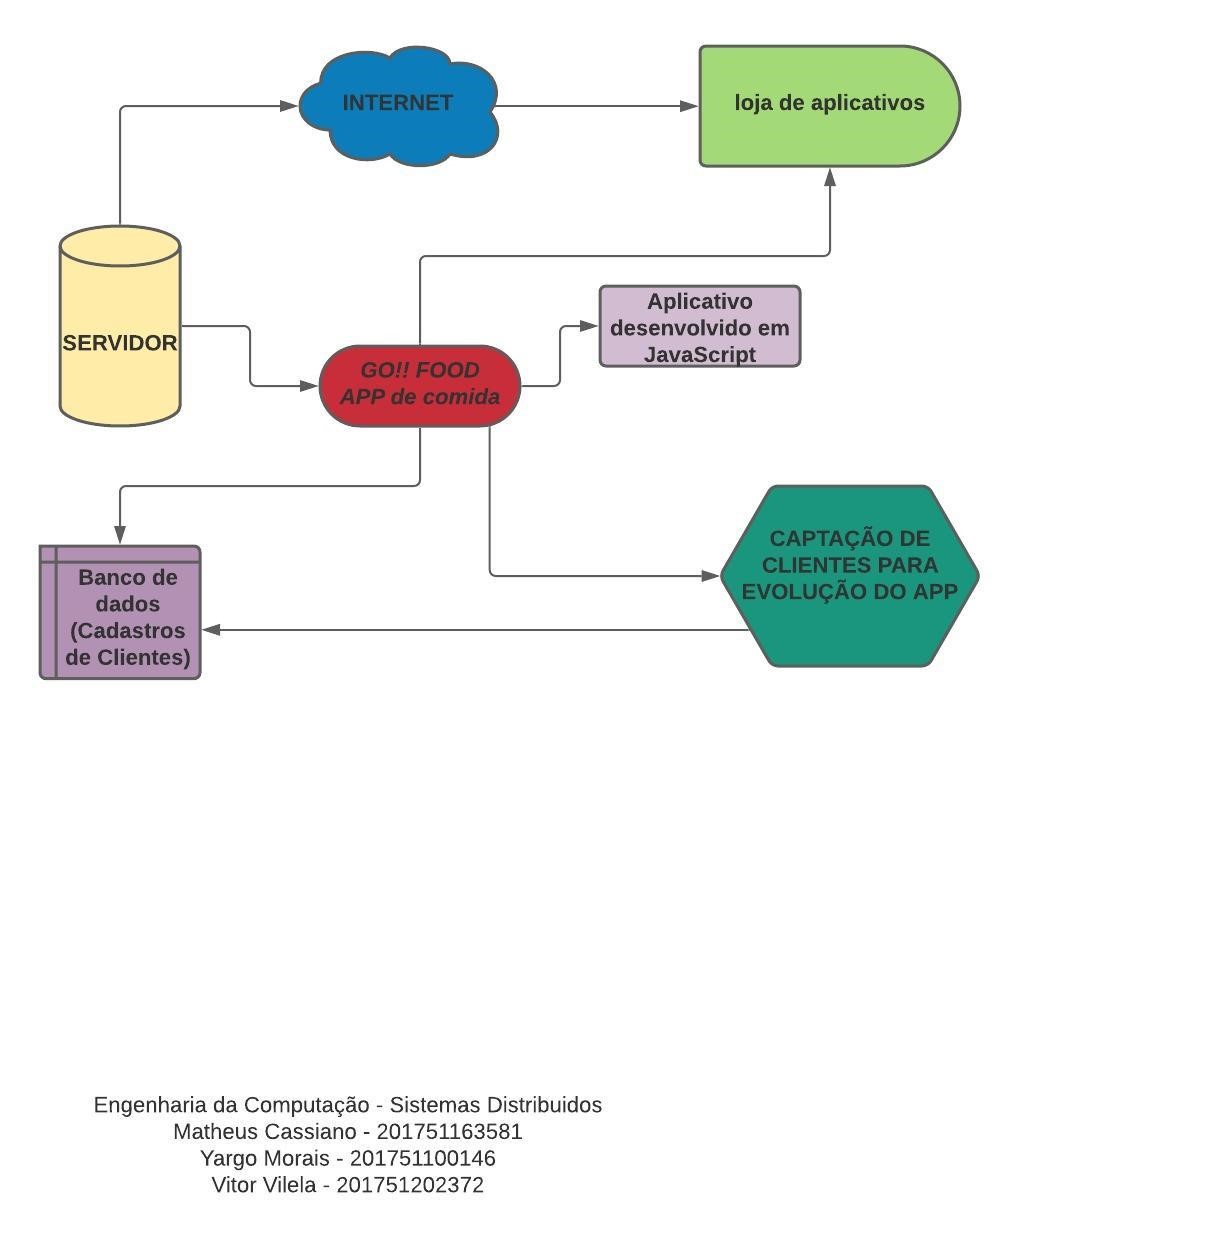 INTERNET
loja de aplicativos
SERVIDOR
Aplicativo
desenvolvido em
JavaScript
GO!! FOOD
APP de comida
CAPTAÇÃO DE
CLIENTES PARA
EVOLUÇÃO DO APP
Banco de
dados
(Cadastros
de Clientes)
Engenharia da Computação - Sistemas Distribuidos
Matheus Cassiano - 201751163581
Yargo Morais - 201751100146
Vitor Vilela - 201751202372